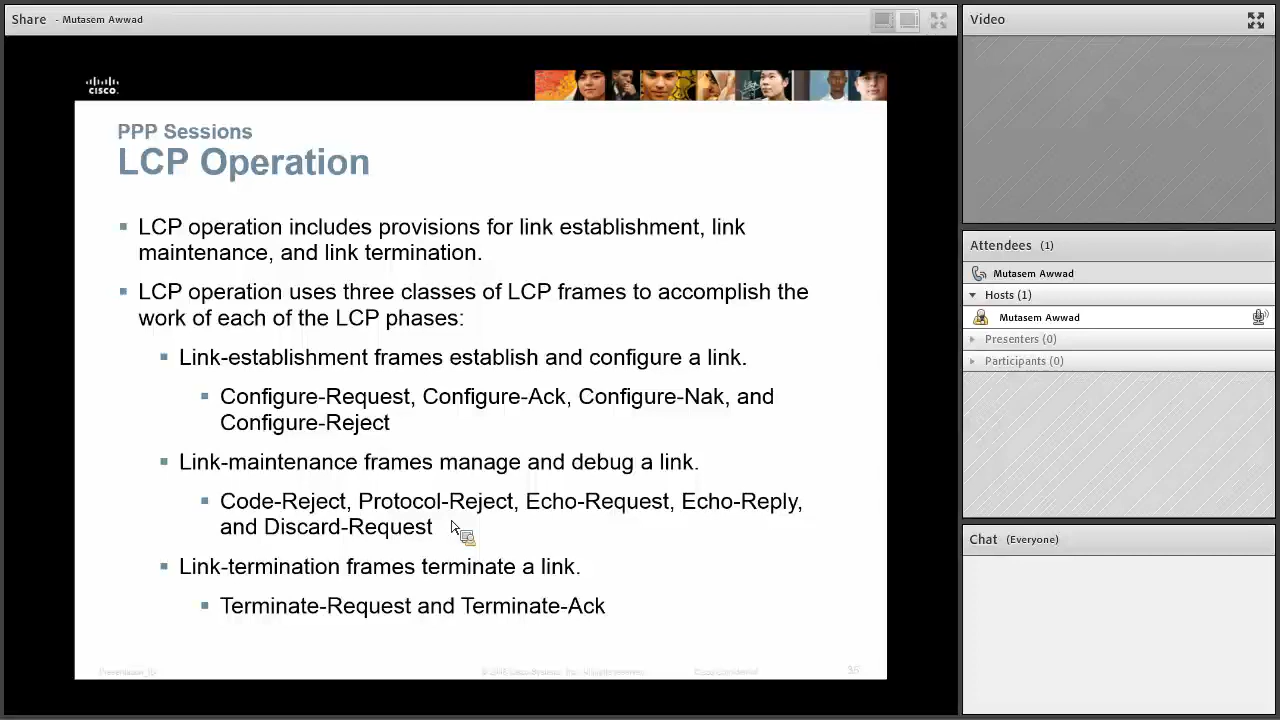 Share - Mutasem Awwad
Video
CISCO.
PPP Sessions
LCP Operation
LCP operation includes provisions for link establishment, link
maintenance, and link termination.
LCP operation uses three classes of LCP frames to accomplish the
work of each of the LCP phases:
Link-establishment frames establish and configure a link.
Configure-Request, Configure-Ack, Configure-Nak, and
Configure-Reject
Link-maintenance frames manage and debug a link.
Code-Reject, Protocol-Reject, Echo-Request, Echo-Reply,
and Discard-Request
Link-termination frames terminate a link.
Terminate-Request and Terminate-Ack
Attendees (1)
Mutasem Awwad
Hosts (1)
Mutasem Awwad
Presenters (0)
Participants (0)
Chat (Everyone)